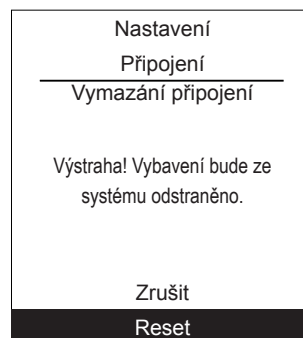 Nastavení
Připojení
Vymazání připojení
Výstraha! Vybavení bude ze
systému odstraněno.
Zrušit
Reset